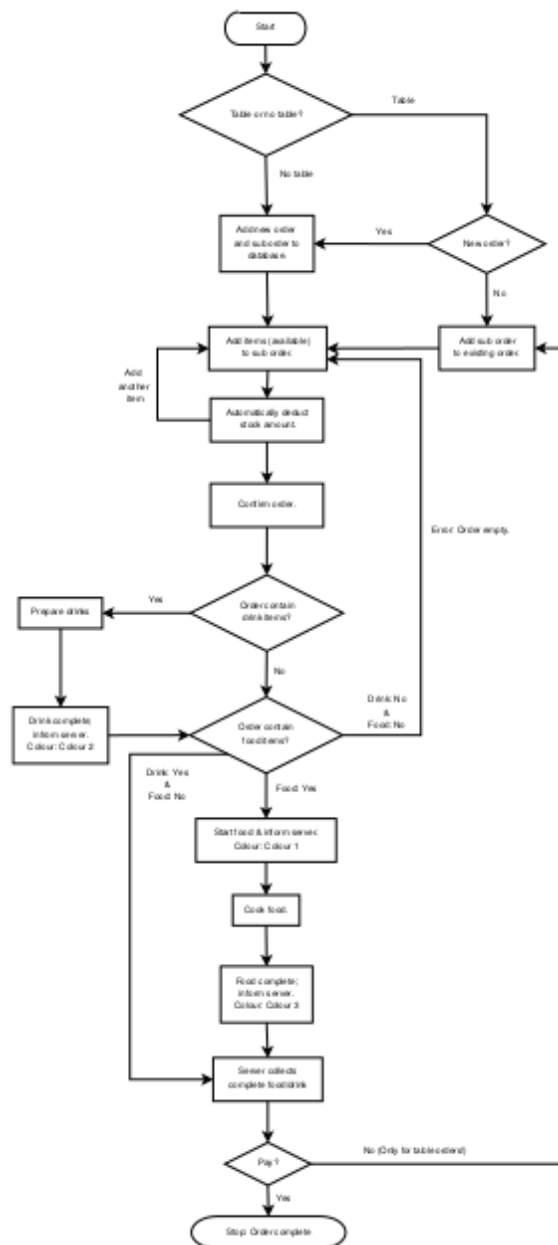 Start
Table or no table?
Table
No table
Add new order
and sub order to
database
Yes
New order?
No
Add items (available)
to sub order.
Add sub order
to existing order.
Add
another
item
Automatically deduct
stock amount.
Confirm order.
Error: Order empty.
Prepare drinks
Yes
Order contain
drink items?
No
Drink complete;
inform server.
Colour: Colour 2
Order contain
food items?
Drink: No
&
Food: No
Drink: Yes
&
Food: No
Food: Yes
Start food & inform server.
Colour: Colour 1
Cook food.
Food complete;
inform server.
Colour: Colour 3
Server collects
complete food/drink
Pay?
No (Only for table orders!)
Yes
Stop: Order complete